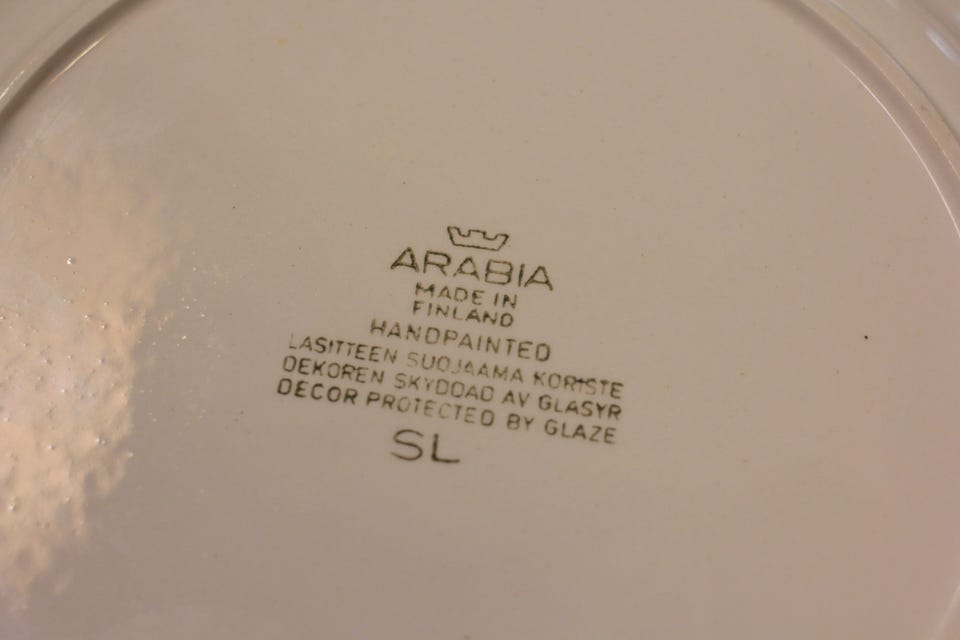 ARABIA
MADE IN
FINLAND
HANDPAINTED
LASITTEEN SUOJAAMA KORISTE
DEKOREN SKYDDAD AV GLASYR
DECOR PROTECTED BY GLAZE
SL